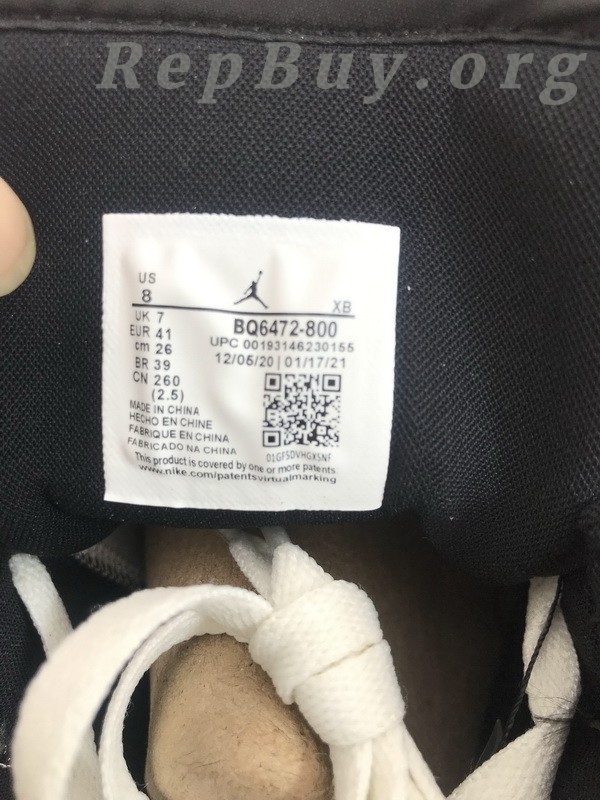 RepBuy.org
US
8
XB
UK 7
EUR 41
cm 26
BR 39
CN 260
(2.5)
BQ6472-800
UPC 00193146230155
12/05/20 | 01/17/21
MADE IN CHINA
HECHO EN CHINE
FABRIQUE EN CHINA
FABRICADO NA CHINA
D1GFSDVHGXSNF
This product is covered by one or more patents
www.nike.com/patentsvirtualmarking